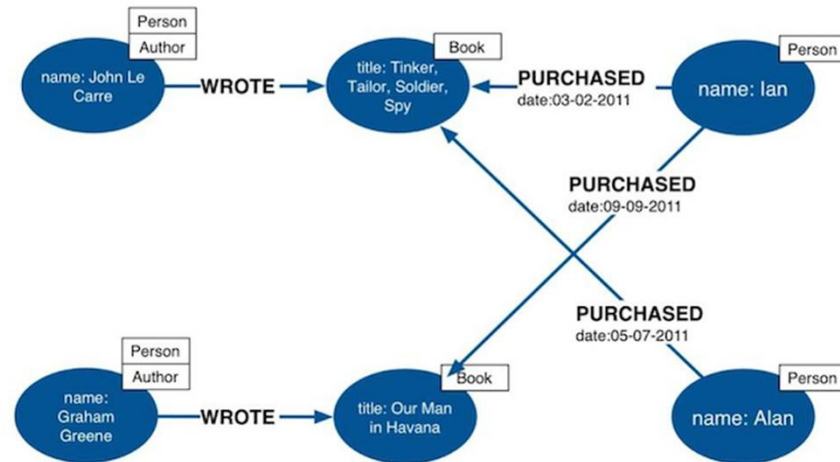 Person
Author
name: John Le
Carre
WROTE
Book
title: Tinker,
Tailor, Soldier,
Spy
PURCHASED
date:03-02-2011
Person
name: Ian
PURCHASED
date:09-09-2011
PURCHASED
date:05-07-2011
Person
Author
name:
Graham
Greene
WROTE
Book
title: Our Man
in Havana
Person
name: Alan